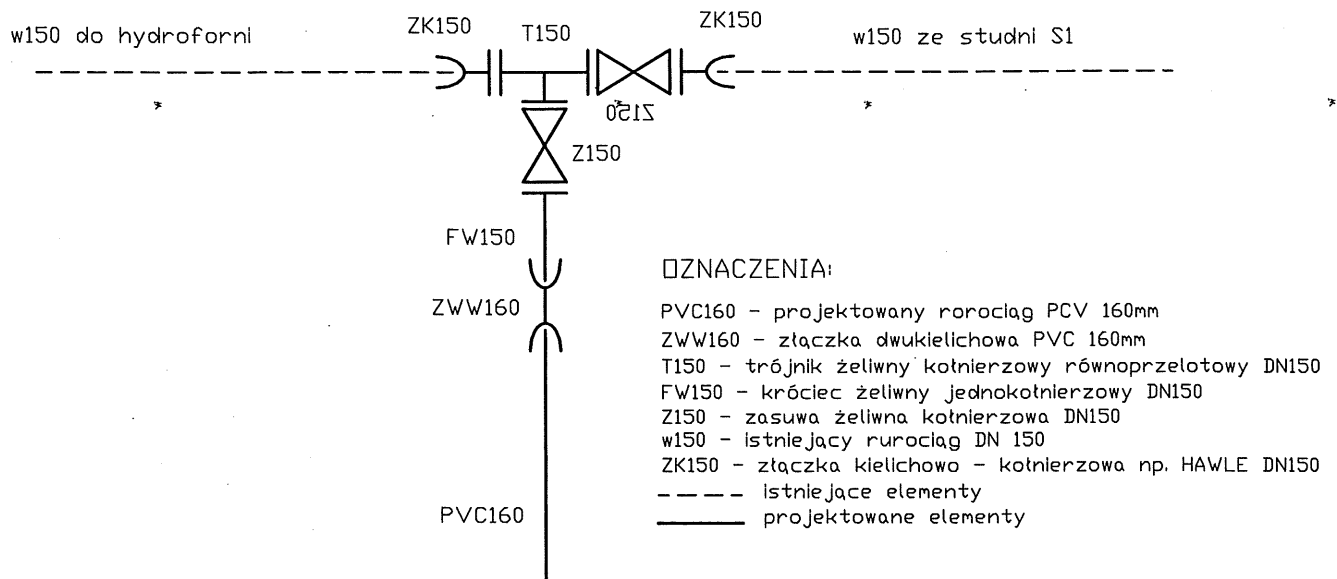 w150 do hydroforni
ZK150
T150
ZK150
w150 ze studni S1
Z150
Z150
FW150
ZWW160
PVC160
OZNACZENIA:
PVC160 - projektowany rorociąg PCV 160mm
ZWW160 - złączka dwukielichowa PVC 160mm
T150 - trójnik żeliwny kołnierzowy równoprzelotowy DN150
FW150 - króciec żeliwny jednokołnierzowy DN150
Z150 - zasuwa żeliwna kołnierzowa DN150
w150 - istniejący rurociąg DN 150
ZK150 - złączka kielichowo - kołnierzowa np. HAWLE DN150
istniejące elementy
projektowane elementy